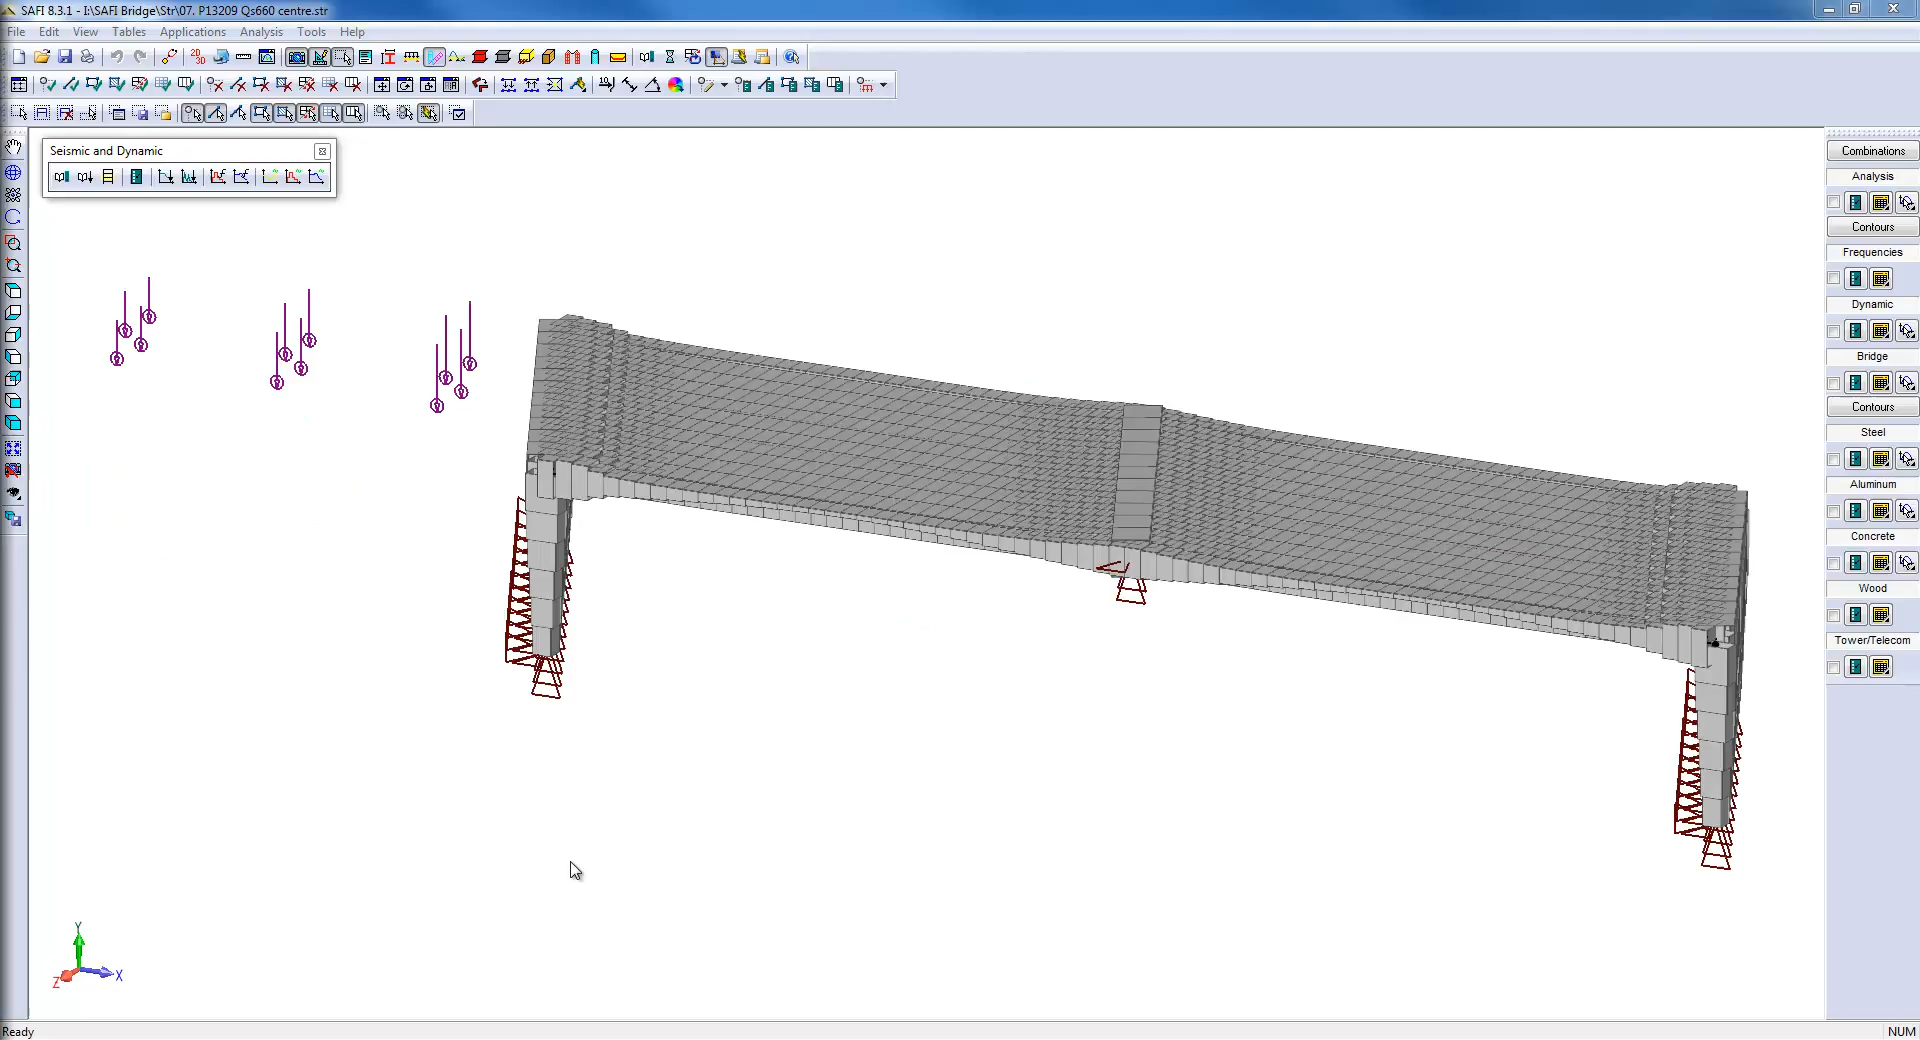 SAFI 8.3.1 - I:\SAFI Bridge\Str\07. P13209 Qs660 centre.str
File Edit View Tables Applications Analysis Tools Help
Seismic and Dynamic
Combinations
Analysis
Contours
Frequencies
Dynamic
Bridge
Contours
Steel
Aluminum
Concrete
Wood
Tower/Telecom
Y
Z X
Ready NUM